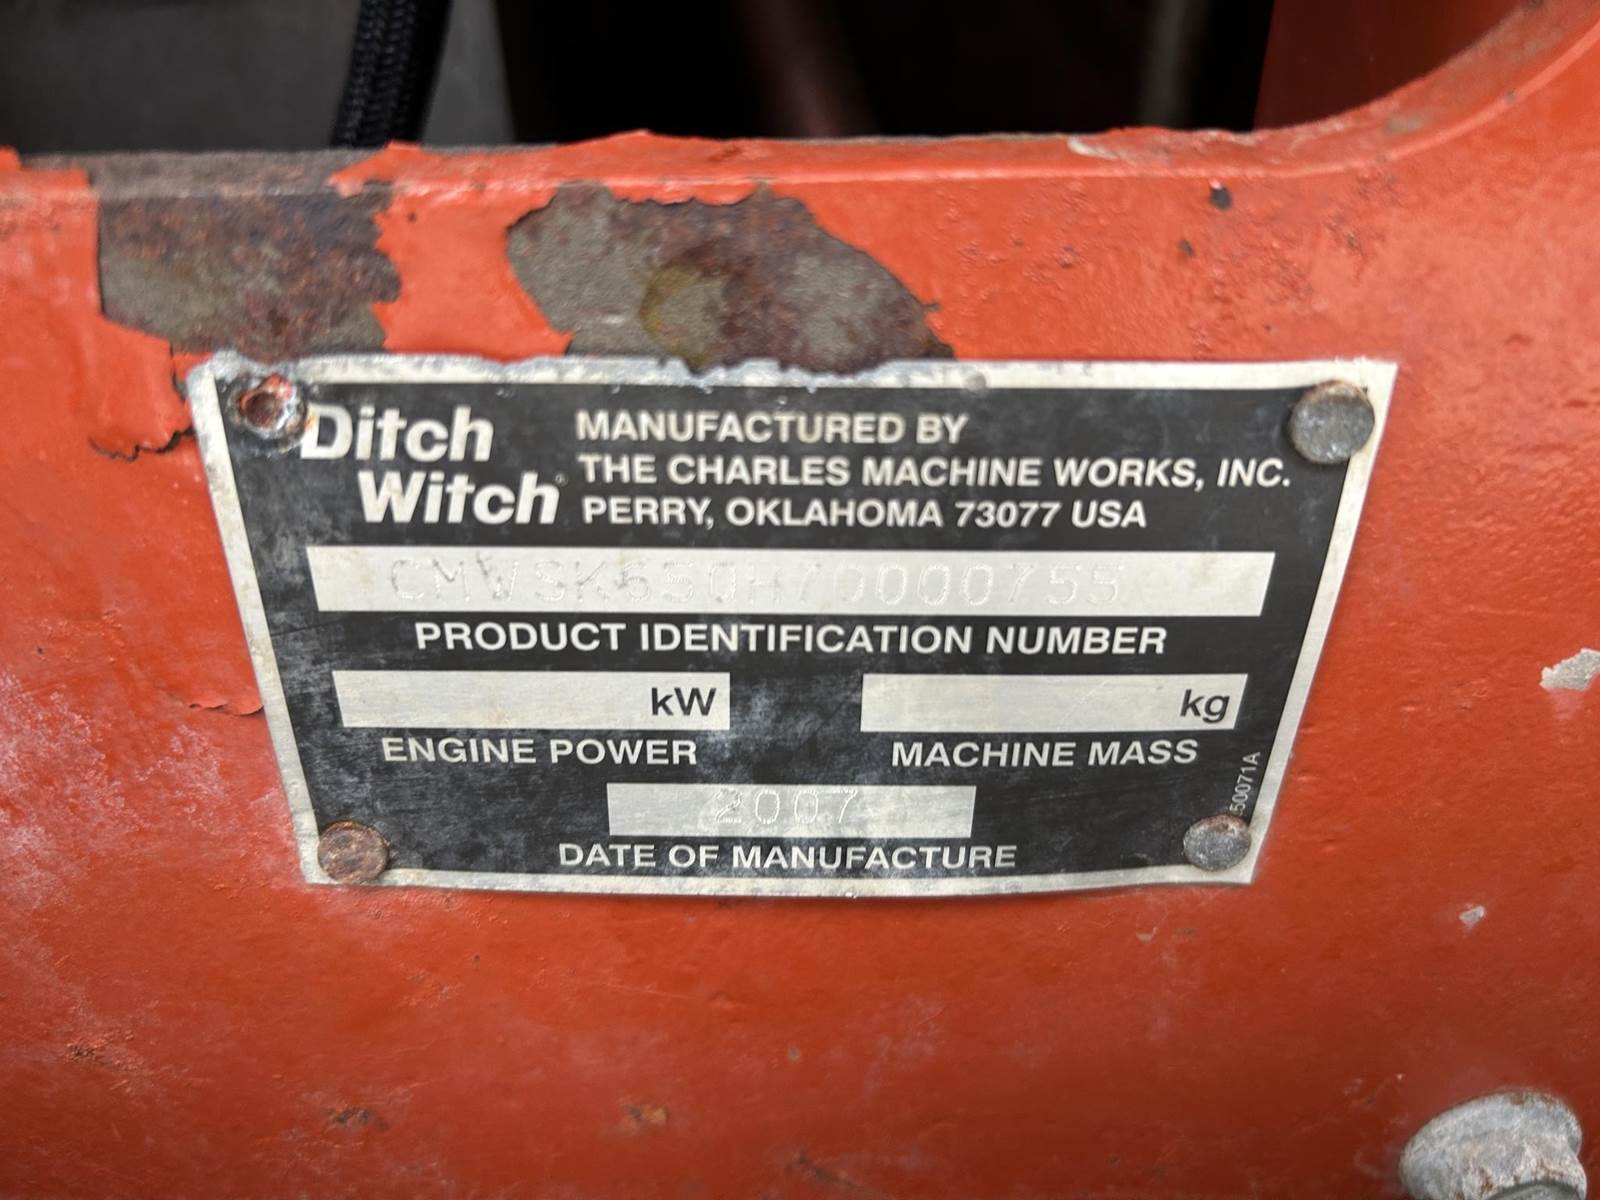 Ditch
Witch®
MANUFACTURED BY
THE CHARLES MACHINE WORKS, INC.
PERRY, OKLAHOMA 73077 USA
CMWSK650H70000755
PRODUCT IDENTIFICATION NUMBER
kW
ENGINE POWER
kg
MACHINE MASS
2007
DATE OF MANUFACTURE
50071A